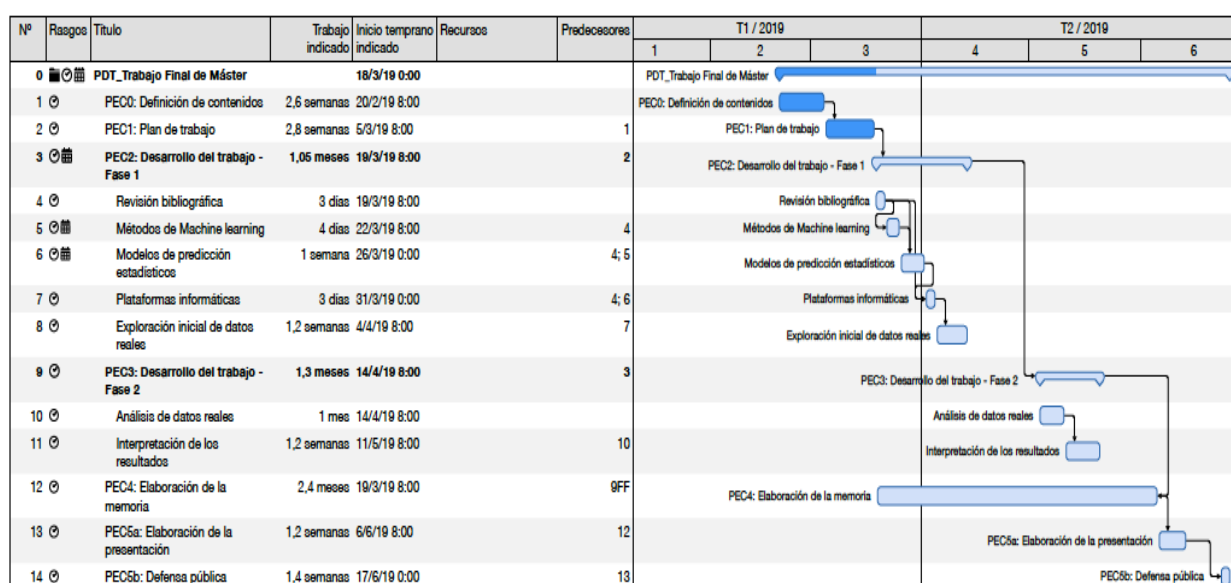 Nº Rasgos Título Trabajo indicado Inicio temprano indicado Recursos Predecesores T1 / 2019 T2 / 2019
1 2 3 4 5 6
0 PDT_Trabajo Final de Máster 18/3/19 0:00 PDT_Trabajo Final de Máster
1 PEC0: Definición de contenidos 2,6 semanas 20/2/19 8:00 PEC0: Definición de contenidos
2 PEC1: Plan de trabajo 2,8 semanas 5/3/19 8:00 1 PEC1: Plan de trabajo
3 PEC2: Desarrollo del trabajo - Fase 1 1,05 meses 19/3/19 8:00 2 PEC2: Desarrollo del trabajo - Fase 1
4 Revisión bibliográfica 3 días 19/3/19 8:00 Revisión bibliográfica
5 Métodos de Machine learning 4 días 22/3/19 8:00 4 Métodos de Machine learning
6 Modelos de predicción estadísticos 1 semana 26/3/19 0:00 4; 5 Modelos de predicción estadísticos
7 Plataformas informáticas 3 días 31/3/19 0:00 4; 6 Plataformas informáticas
8 Exploración inicial de datos reales 1,2 semanas 4/4/19 8:00 7 Exploración inicial de datos reales
9 PEC3: Desarrollo del trabajo - Fase 2 1,3 meses 14/4/19 8:00 3 PEC3: Desarrollo del trabajo - Fase 2
10 Análisis de datos reales 1 mes 14/4/19 8:00 Análisis de datos reales
11 Interpretación de los resultados 1,2 semanas 11/5/19 8:00 10 Interpretación de los resultados
12 PEC4: Elaboración de la memoria 2,4 meses 19/3/19 8:00 9FF PEC4: Elaboración de la memoria
13 PEC5a: Elaboración de la presentación 1,2 semanas 6/6/19 8:00 12 PEC5a: Elaboración de la presentación
14 PEC5b: Defensa pública 1,4 semanas 17/6/19 0:00 13 PEC5b: Defensa pública